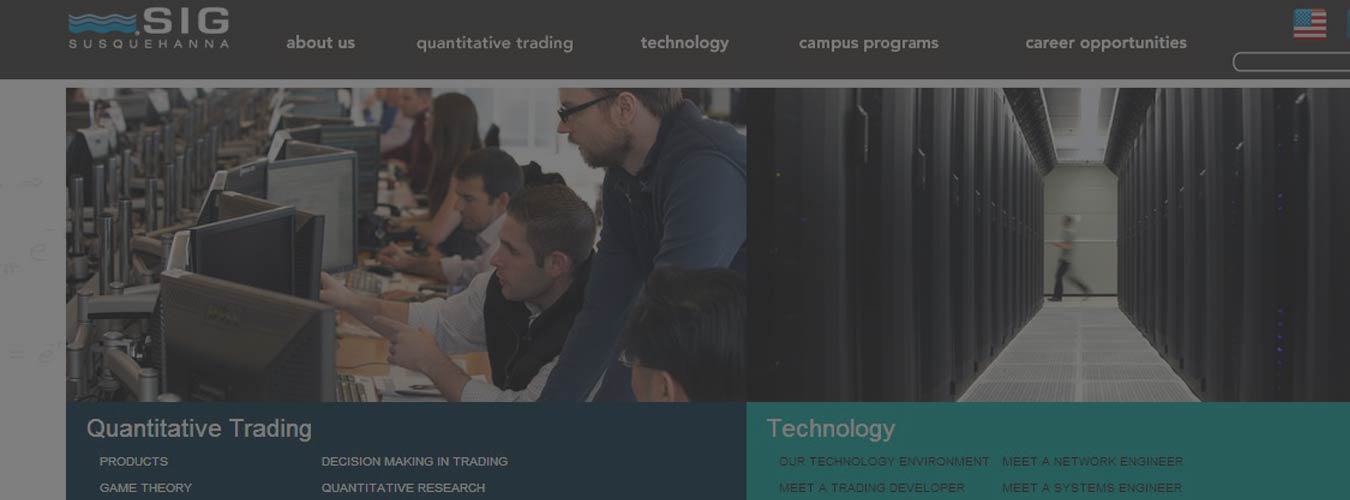 SIG
SUSQUEHANNA
about us
quantitative trading
technology
campus programs
career opportunities
Quantitative Trading
PRODUCTS
DECISION MAKING IN TRADING
GAME THEORY
QUANTITATIVE RESEARCH
Technology
OUR TECHNOLOGY ENVIRONMENT
MEET A NETWORK ENGINEER
MEET A TRADING DEVELOPER
MEET A SYSTEMS ENGINEER